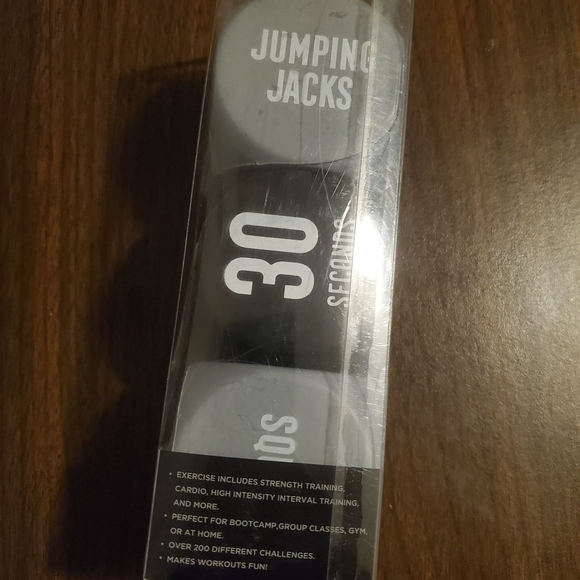 JUMPING
JACKS
30
SECONDS
• EXERCISE INCLUDES STRENGTH TRAINING,
CARDIO, HIGH INTENSITY INTERVAL TRAINING,
AND MORE.
• PERFECT FOR BOOTCAMP,GROUP CLASSES, GYM,
OR AT HOME.
• OVER 200 DIFFERENT CHALLENGES.
• MAKES WORKOUTS FUN!